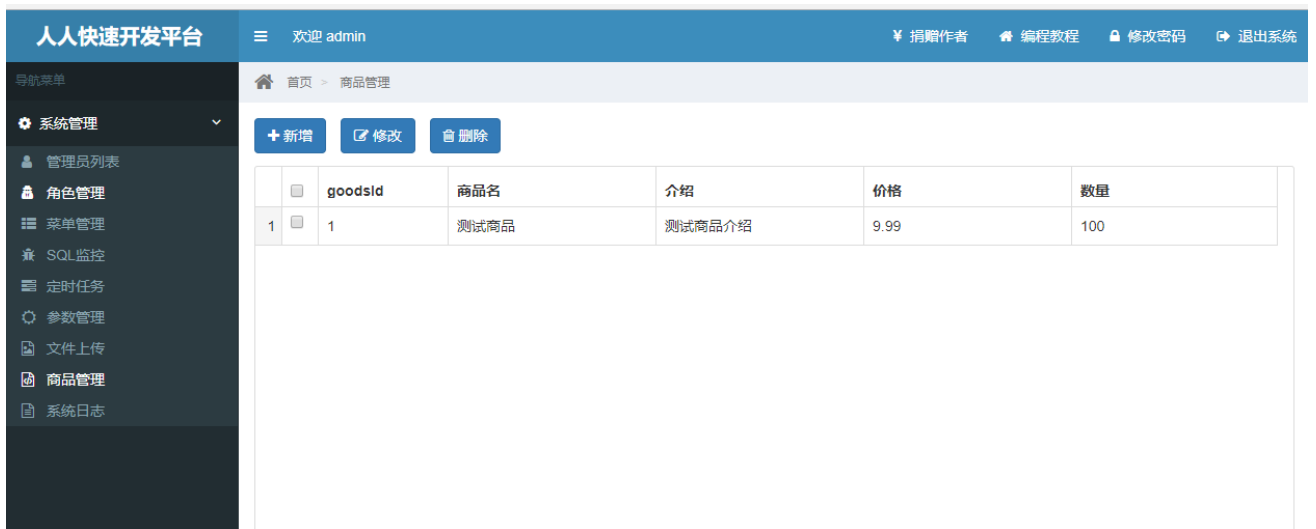 人人快速开发平台
欢迎 admin
¥ 捐赠作者 编程教程 修改密码 退出系统
导航菜单
首页 > 商品管理
系统管理
新增 修改 删除
管理员列表
角色管理
菜单管理
SQL监控
定时任务
参数管理
文件上传
商品管理
系统日志
goodsId 商品名 介绍 价格 数量
1 1 测试商品 测试商品介绍 9.99 100